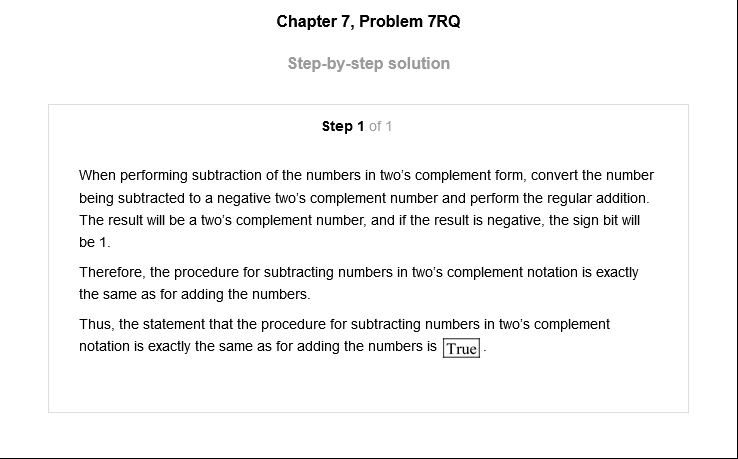 Chapter 7, Problem 7RQ
Step-by-step solution
Step 1 of 1
When performing subtraction of the numbers in two's complement form, convert the number
being subtracted to a negative two's complement number and perform the regular addition.
The result will be a two's complement number, and if the result is negative, the sign bit will
be 1.
Therefore, the procedure for subtracting numbers in two's complement notation is exactly
the same as for adding the numbers.
Thus, the statement that the procedure for subtracting numbers in two's complement
notation is exactly the same as for adding the numbers is True.